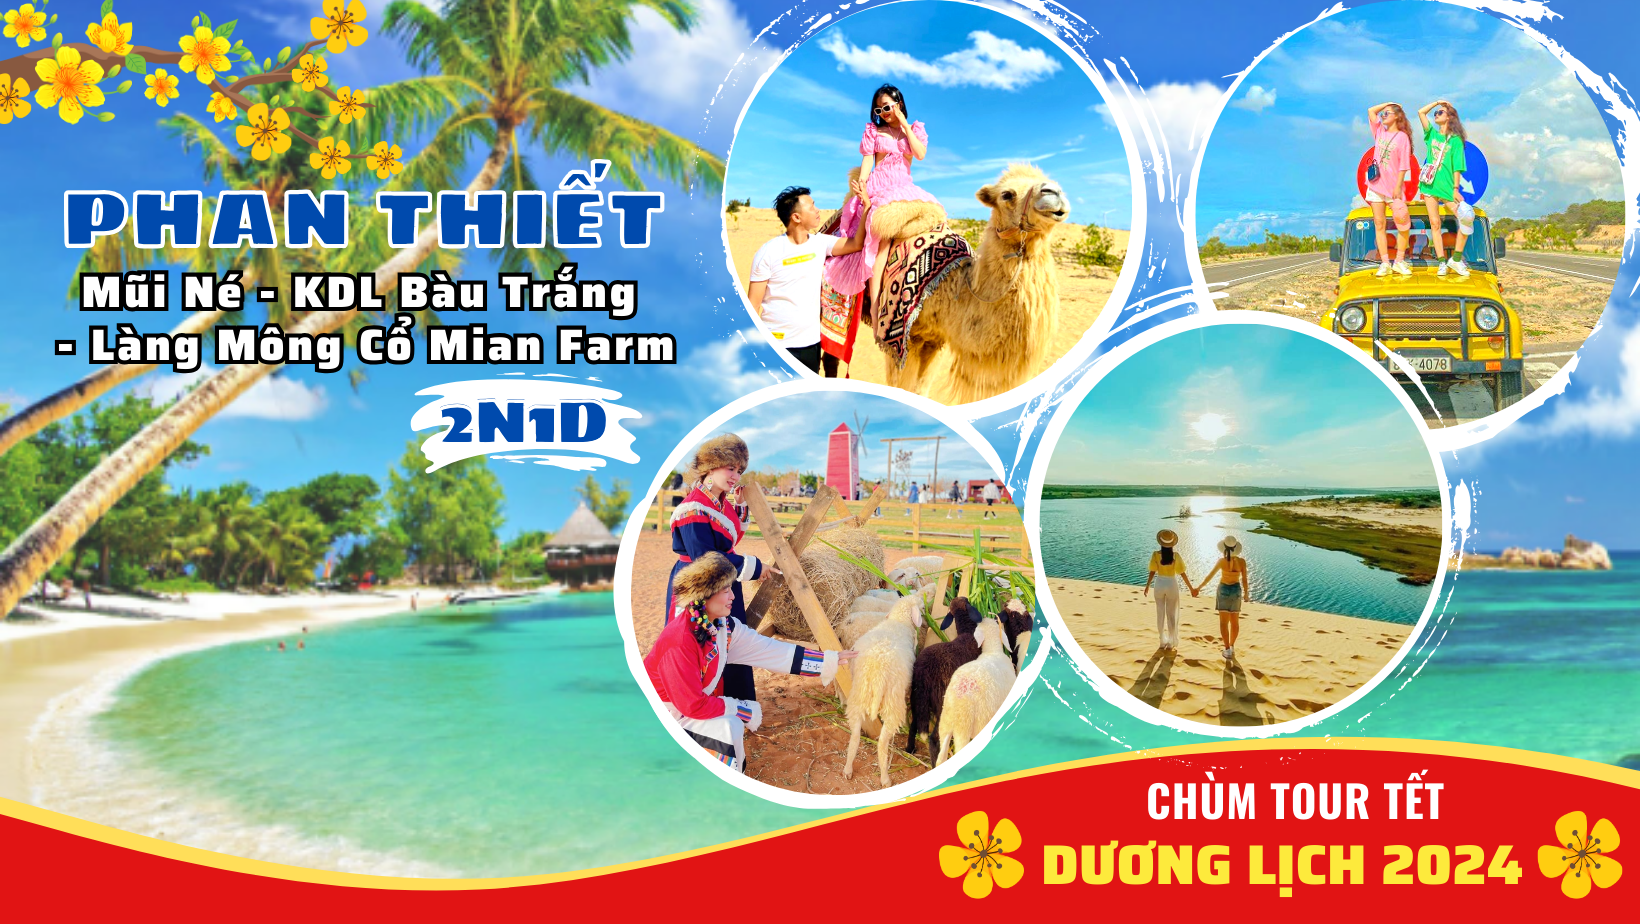 PHAN THIẾT
Mũi Né - KDL Bàu Trắng
- Làng Mông Cổ Mian Farm
2N1D
CHÙM TOUR TẾT
DƯƠNG LỊCH 2024